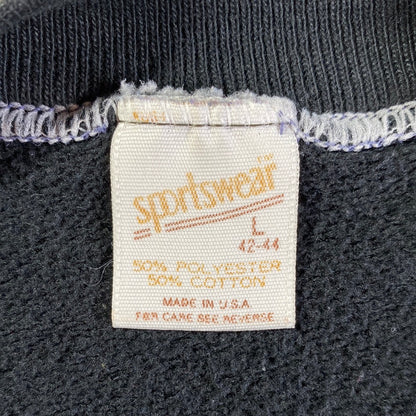 sportswear
L
42-44
50% POLYESTER
50% COTTON
MADE IN U.S.A.
FOR CARE SEE REVERSE